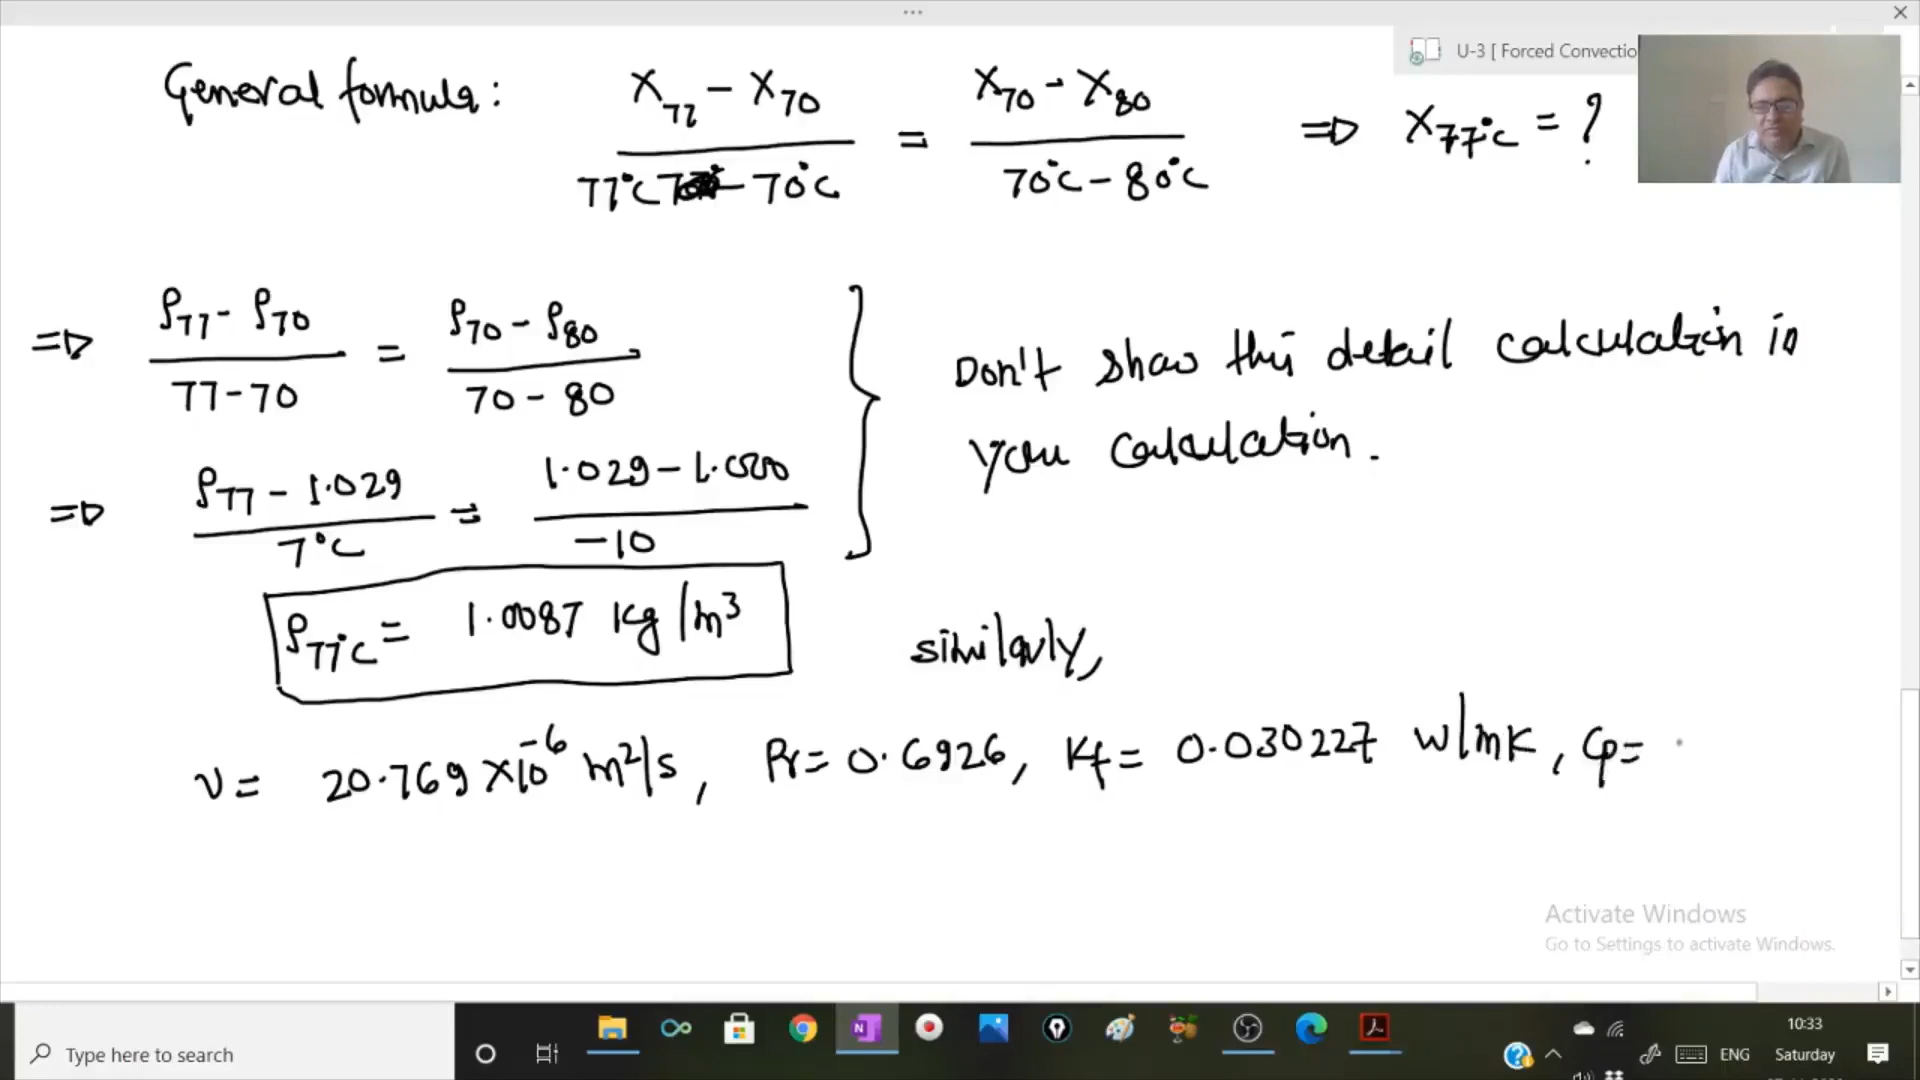 U-3 [ Forced Convectio
General formula: X77 - X70 / 77°C - 70°C = X70 - X80 / 70°C - 80°C ⇒ X77°C = ?
⇒ ρ77 - ρ70 / 77-70 = ρ70 - ρ80 / 70 - 80
Don't show this detail calculation in
your calculation.
⇒ ρ77 - 1.029 / 7°C = 1.029 - 1.000 / -10
ρ77°C = 1.0087 Kg/m³
similarly,
ν = 20.769 × 10⁻⁶ m²/s, Pr = 0.6926, Kf = 0.030227 W/mK, Cp =
Activate Windows
Go to Settings to activate Windows.
Type here to search
ENG
10:33
Saturday